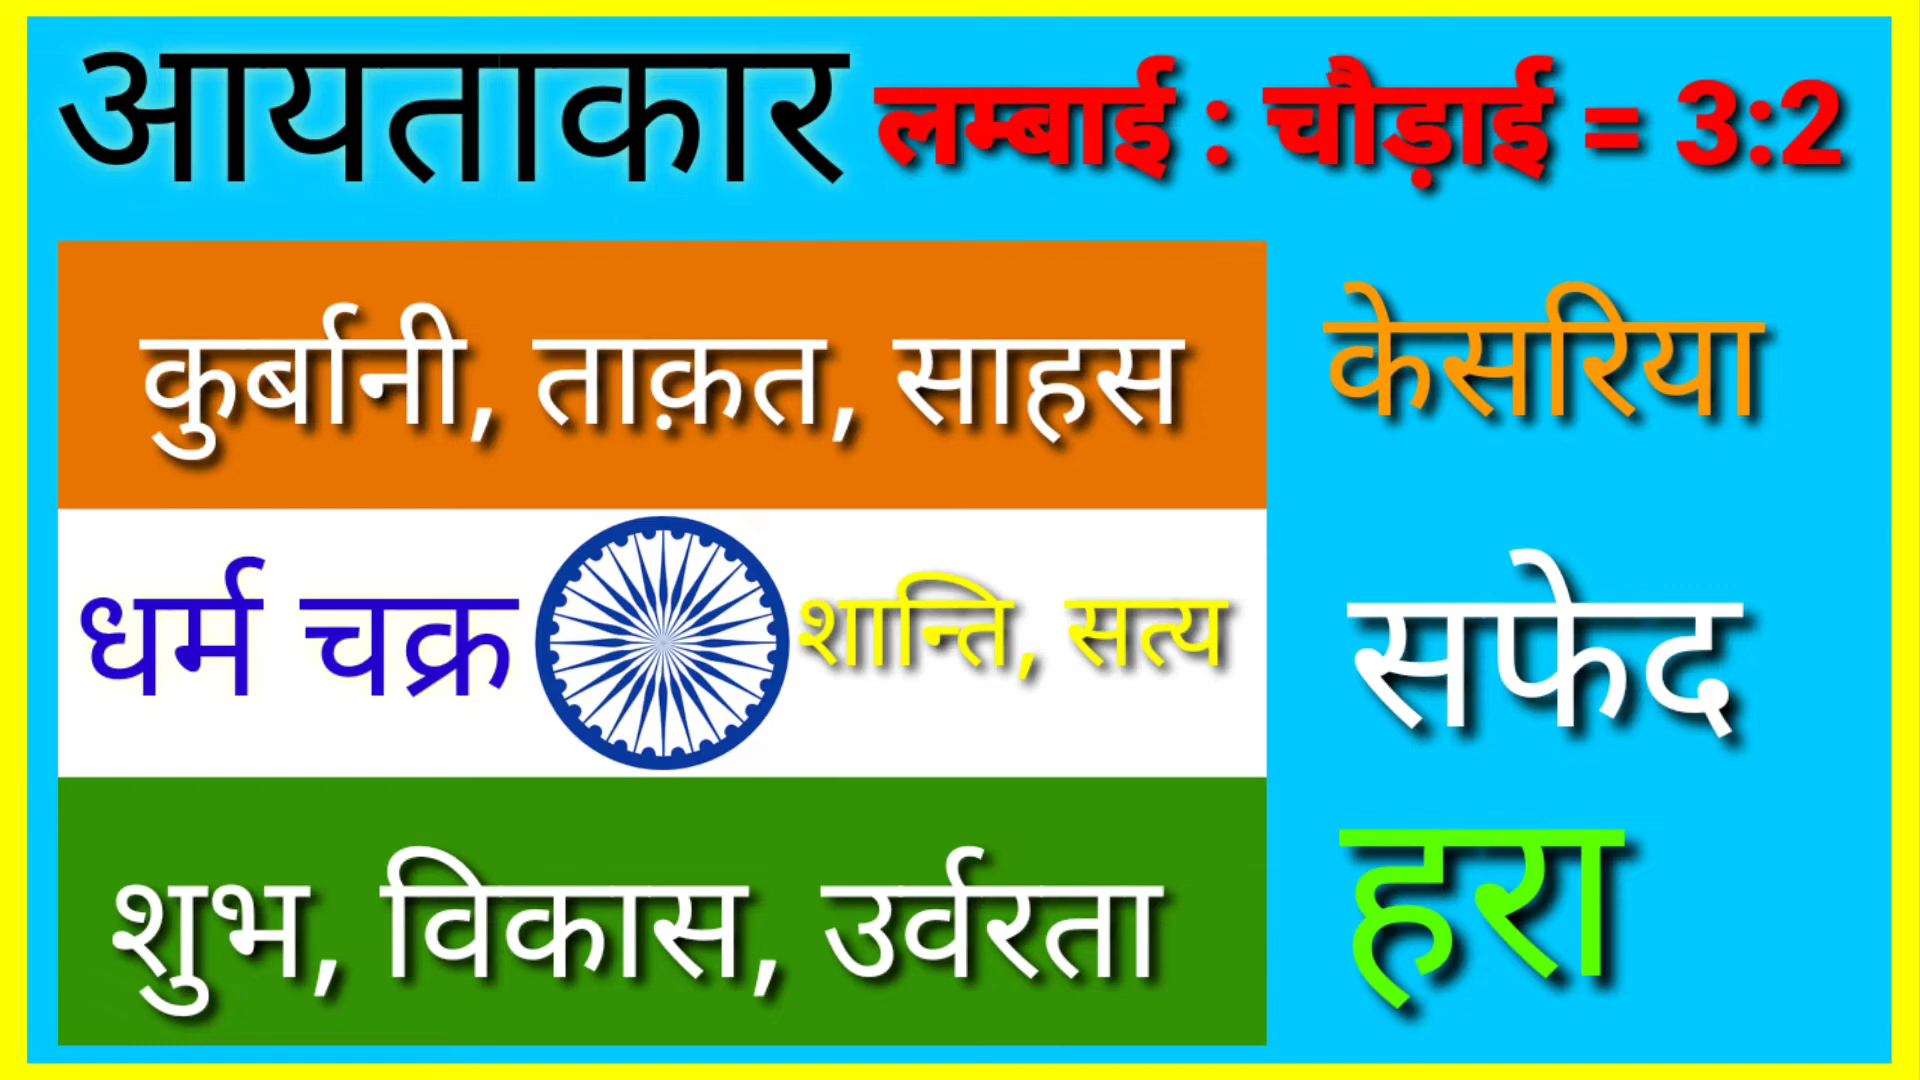 आयताकार लम्बाई : चौड़ाई = 3:2
कुर्बानी, ताक़त, साहस केसरिया
धर्म चक्र शान्ति, सत्य सफेद
शुभ, विकास, उर्वरता हरा